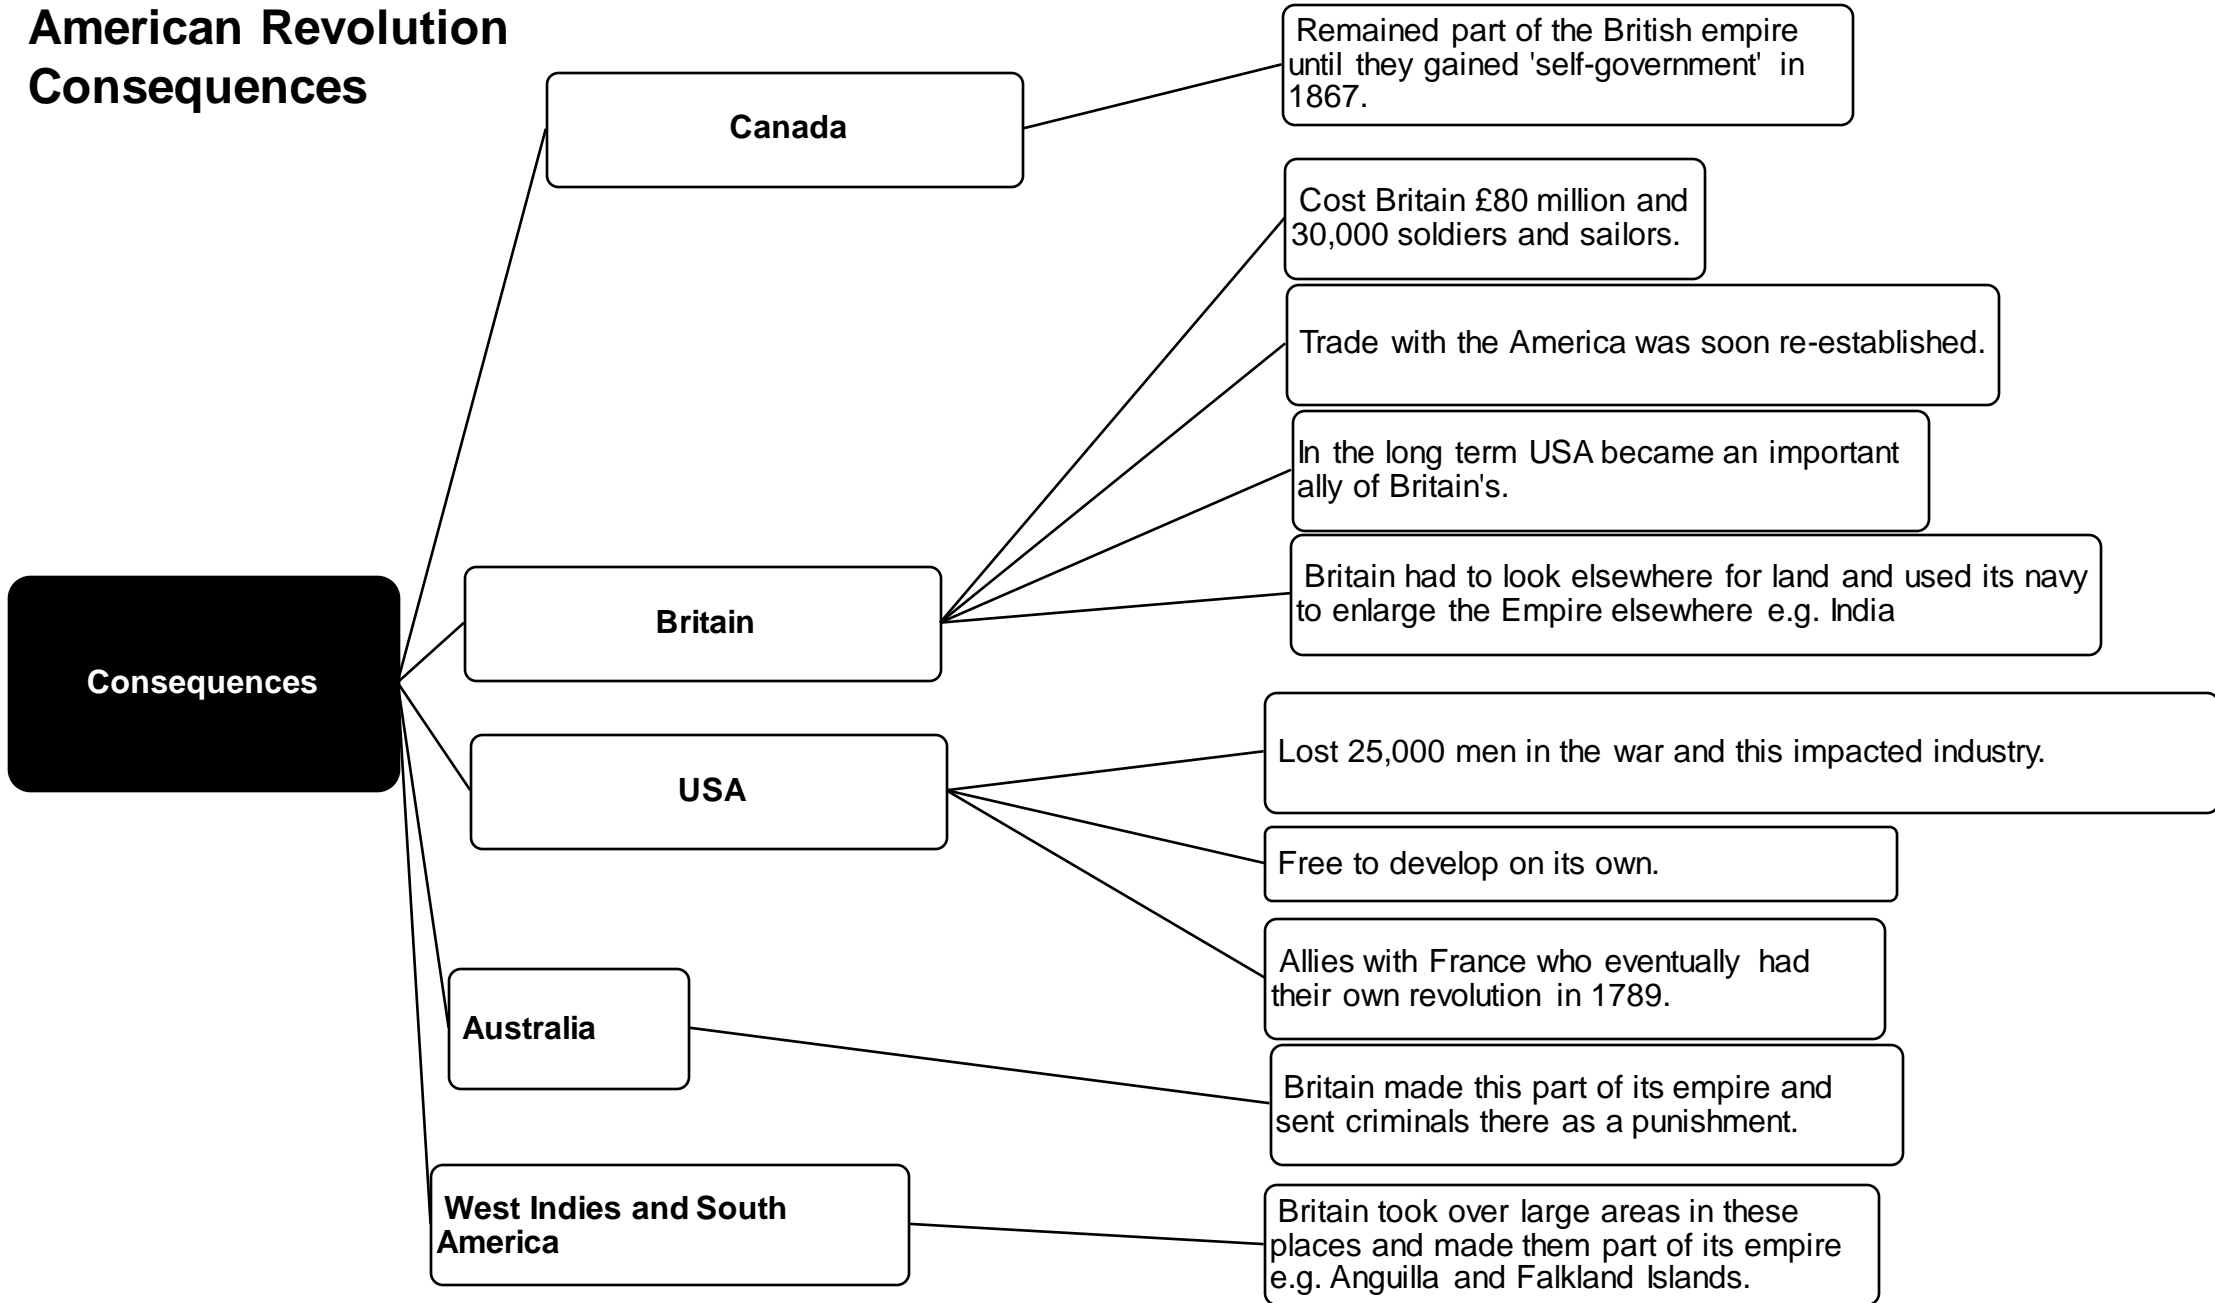 American Revolution
Consequences
Consequences
Canada
Remained part of the British empire
until they gained 'self-government' in
1867.
Britain
Cost Britain £80 million and
30,000 soldiers and sailors.
Trade with the America was soon re-established.
In the long term USA became an important
ally of Britain's.
Britain had to look elsewhere for land and used its navy
to enlarge the Empire elsewhere e.g. India
USA
Lost 25,000 men in the war and this impacted industry.
Free to develop on its own.
Allies with France who eventually had
their own revolution in 1789.
Australia
Britain made this part of its empire and
sent criminals there as a punishment.
West Indies and South
America
Britain took over large areas in these
places and made them part of its empire
e.g. Anguilla and Falkland Islands.